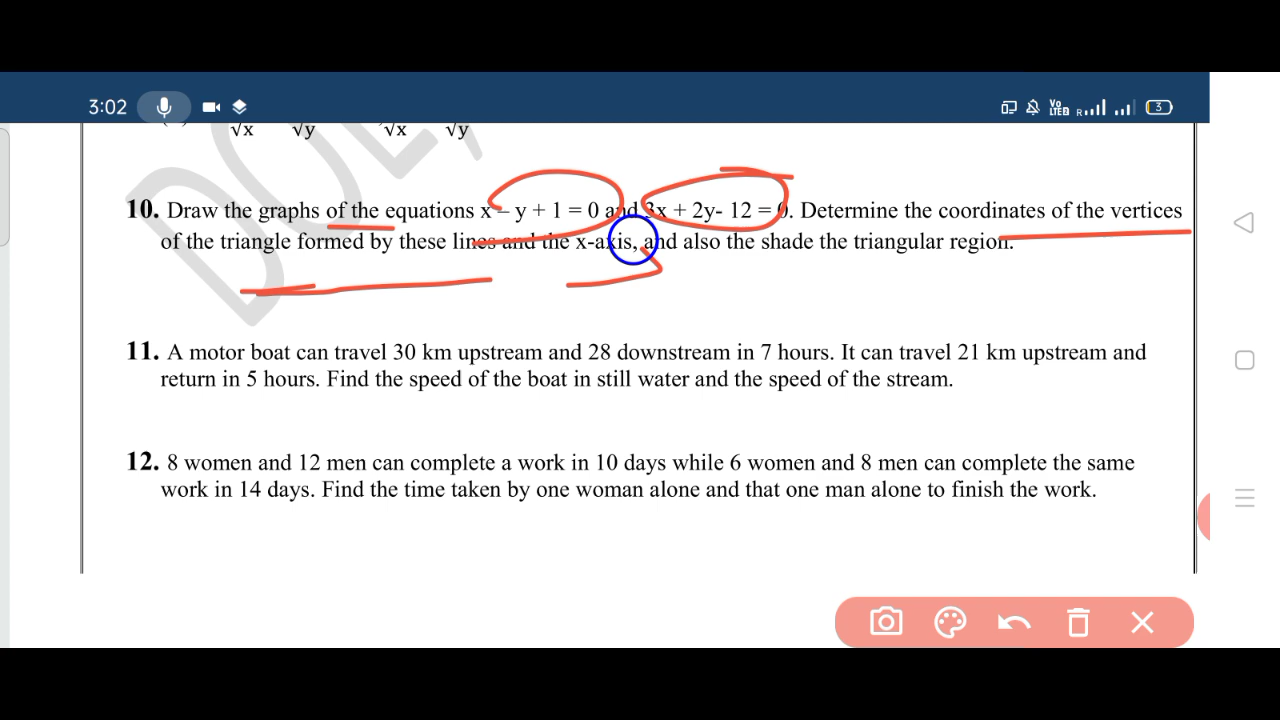 3:02
Vo
LTE2
R
3
√x √y √x √y
10. Draw the graphs of the equations x – y + 1 = 0 and 3x + 2y- 12 = 0. Determine the coordinates of the vertices
of the triangle formed by these lines and the x-axis, and also the shade the triangular region.
11. A motor boat can travel 30 km upstream and 28 downstream in 7 hours. It can travel 21 km upstream and
return in 5 hours. Find the speed of the boat in still water and the speed of the stream.
12. 8 women and 12 men can complete a work in 10 days while 6 women and 8 men can complete the same
work in 14 days. Find the time taken by one woman alone and that one man alone to finish the work.